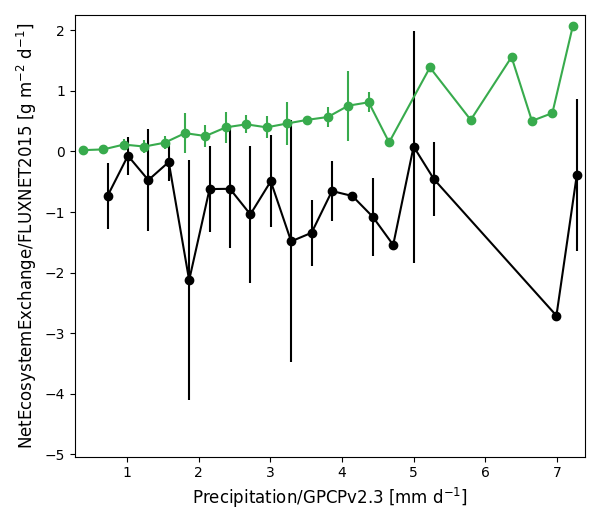 2
1
0
−1
−2
−3
−4
−5
NetEcosystemExchange/FLUXNET2015 [g m⁻² d⁻¹]
1 2 3 4 5 6 7
Precipitation/GPCPv2.3 [mm d⁻¹]